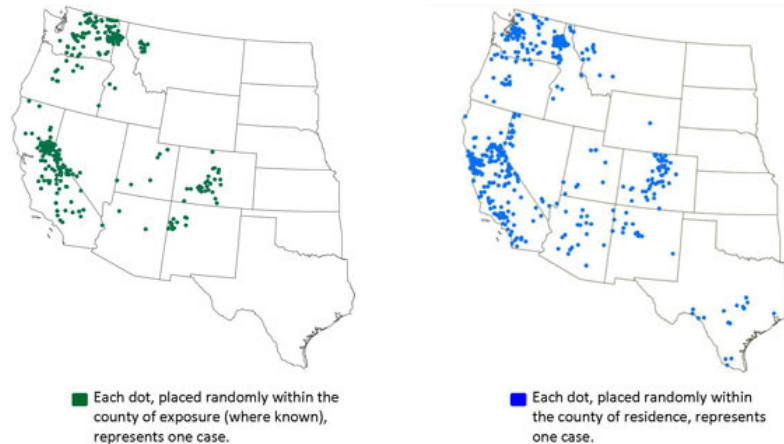 Each dot, placed randomly within the
county of exposure (where known),
represents one case.
Each dot, placed randomly within
the county of residence, represents
one case.